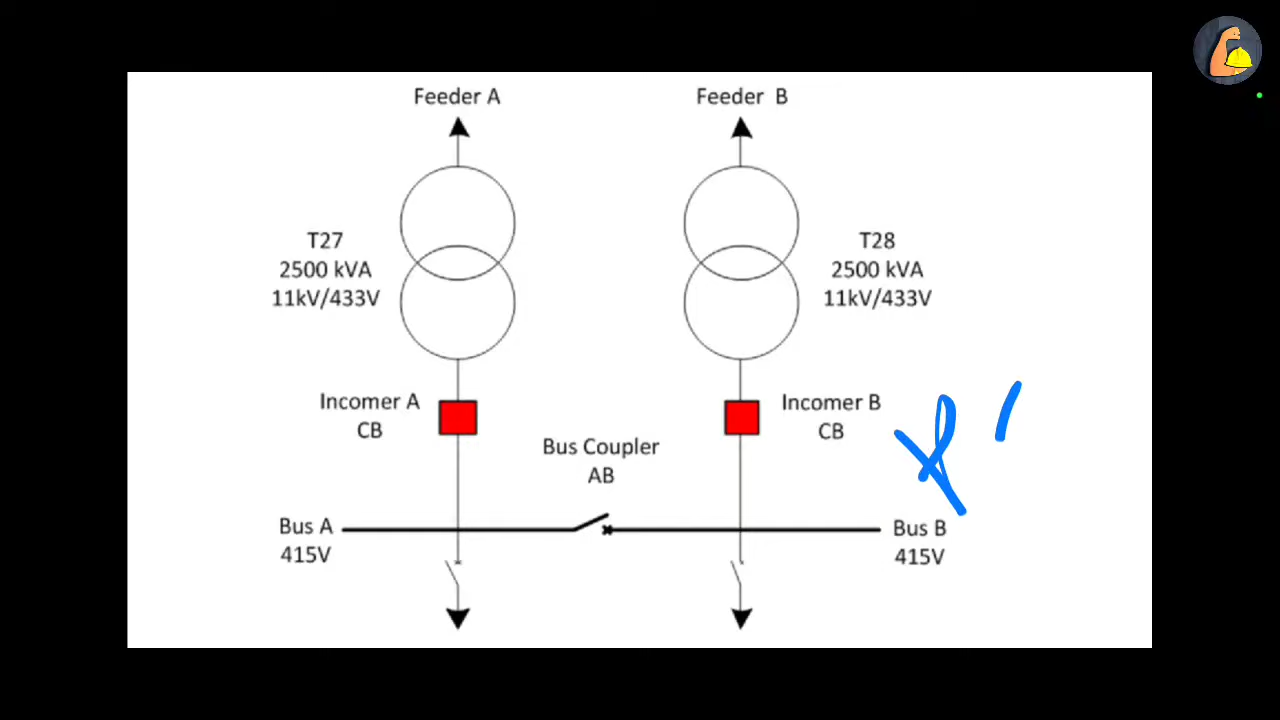 Feeder A
Feeder B
T27
2500 kVA
11kV/433V
T28
2500 kVA
11kV/433V
Incomer A
CB
Incomer B
CB
Bus Coupler
AB
Bus A
415V
Bus B
415V